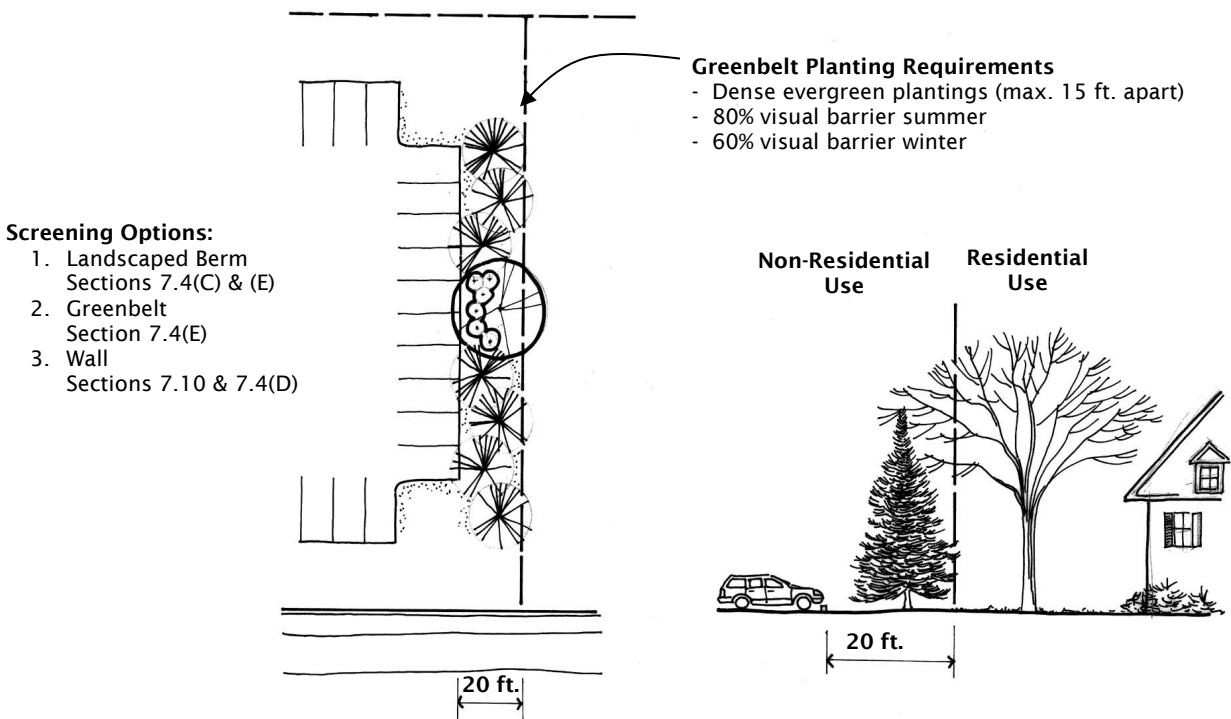 Greenbelt Planting Requirements
- Dense evergreen plantings (max. 15 ft. apart)
- 80% visual barrier summer
- 60% visual barrier winter
Screening Options:
1. Landscaped Berm
Sections 7.4(C) & (E)
2. Greenbelt
Section 7.4(E)
3. Wall
Sections 7.10 & 7.4(D)
Non-Residential
Use
Residential
Use
20 ft.
20 ft.